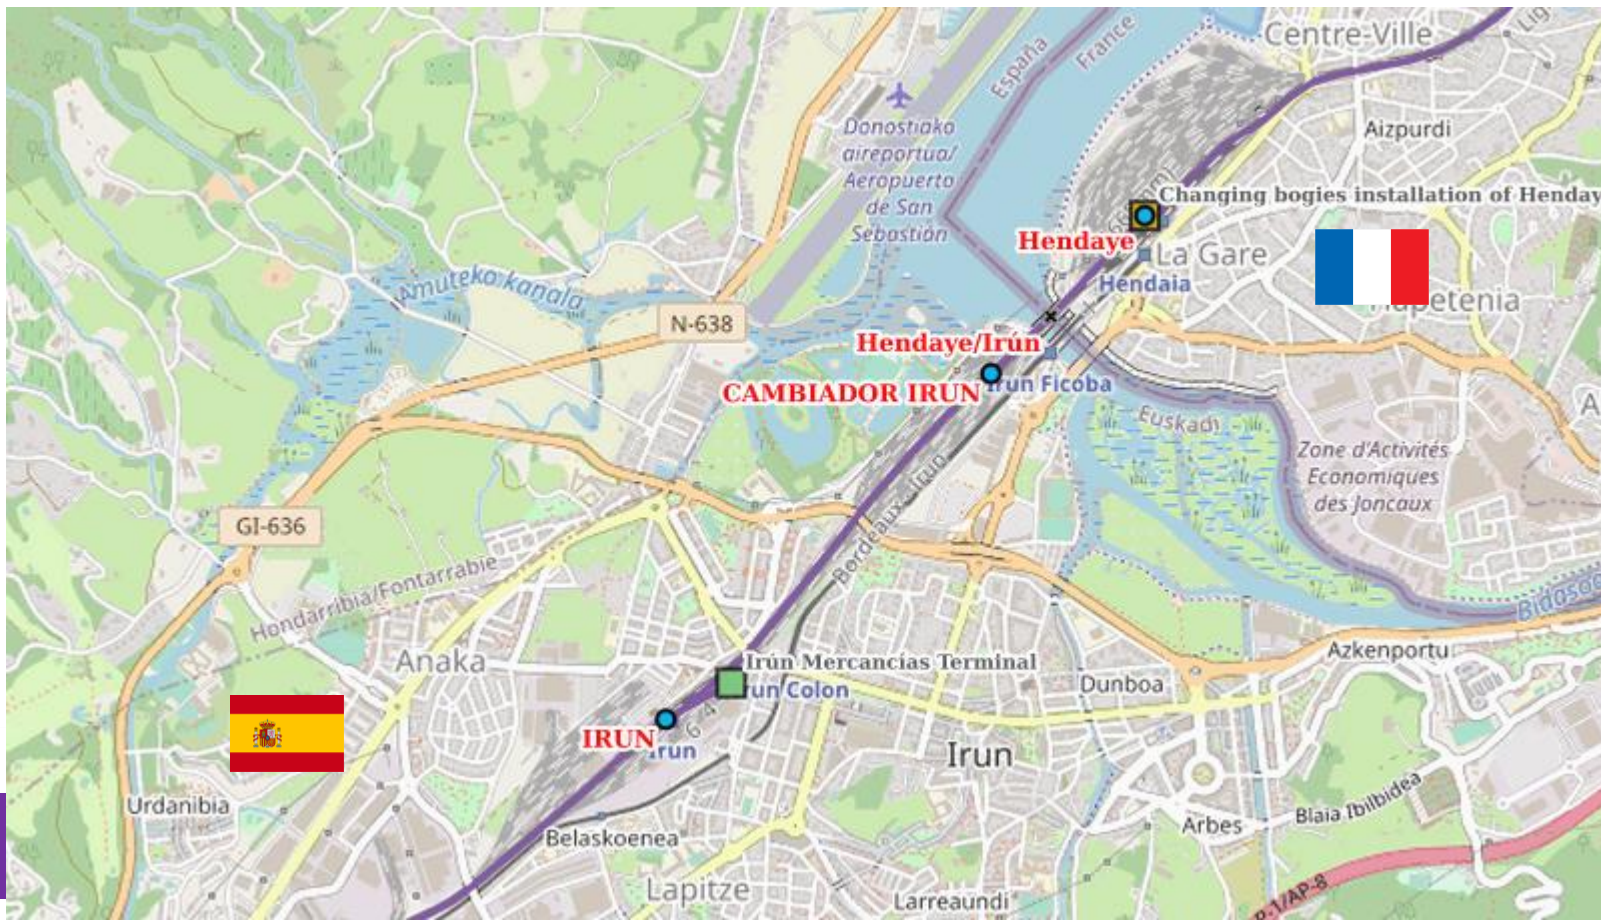 Centre-Ville
España
France
Aizpurdi
Donostiako
aireportua/
Aeropuerto
de San
Sebastián
Changing bogies installation of Henday
Hendaye
La Gare
Hendaia
Amuteko kanala
N-638
Hendaye/Irún
CAMBIADOR IRUN
Irun Ficoba
Euskadi
Zone d'Activités
Economiques
des Joncaux
GI-636
Bordeaux-Irun
Hondarribia/Fontarrabie
Bidasoa
Anaka
Irún Mercancías Terminal
Irun Colon
Dunboa
Azkenportu
IRUN
Irun
Irun
Urdanibia
Belaskoenea
Arbes
Blaia Ibilbidea
Lapitze
Larreaundi
P-1/AP-8